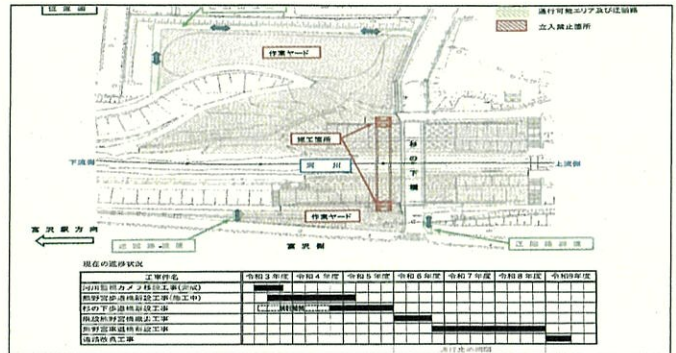 位置図
通行可能エリア及び迂回路
立入禁止箇所
作業ヤード
施工箇所
下流側
河川
杉の下橋
上流側
作業ヤード
富沢駅方向
迂回路設置
富沢側
迂回路設置
現在の進捗状況
工事件名 令和3年度 令和4年度 令和5年度 令和6年度 令和7年度 令和8年度 令和9年度
河川監視カメラ移設工事(完成)
熊野宮歩道橋新設工事(施工中)
杉の下歩道橋新設工事
既設熊野宮橋撤去工事
熊野宮車道橋新設工事
道路改良工事